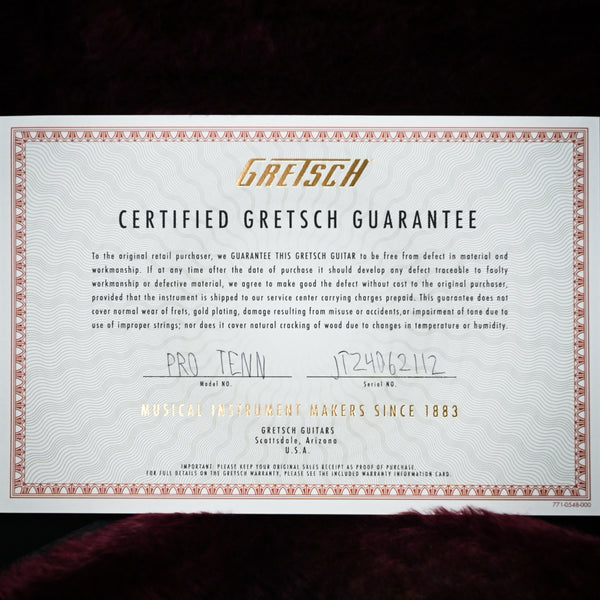 GRETSCH
CERTIFIED GRETSCH GUARANTEE
To the original retail purchaser, we GUARANTEE THIS GRETSCH GUITAR to be free from defect in material and
workmanship. If at any time after the date of purchase it should develop any defect traceable to faulty
workmanship or defective material, we agree to make good the defect without cost to the original purchaser,
provided that the instrument is shipped to our service center carrying charges prepaid. This guarantee does not
cover normal wear of frets, gold plating, damage resulting from misuse or accidents,or impairment of tone due to
use of improper strings; nor does it cover natural cracking of wood due to changes in temperature or humidity.
PRO TENN JT24062112
Model NO. Serial NO.
MUSICAL INSTRUMENT MAKERS SINCE 1883
GRETSCH GUITARS
Scottsdale, Arizona
U.S.A.
IMPORTANT: PLEASE KEEP YOUR ORIGINAL SALES RECEIPT AS PROOF OF PURCHASE.
FOR FULL DETAILS ON THE GRETSCH WARRANTY, PLEASE SEE THE INCLUDED WARRANTY INFORMATION CARD.
771-0548-000